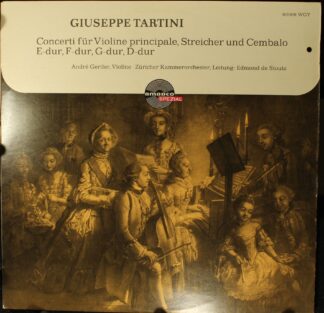 GIUSEPPE TARTINI
Concerti für Violine principale, Streicher und Cembalo
E-dur, F-dur, G-dur, D-dur
André Gertler, Violine Züricher Kammerorchester, Leitung: Edmond de Stoutz
amadeo
SPEZIAL